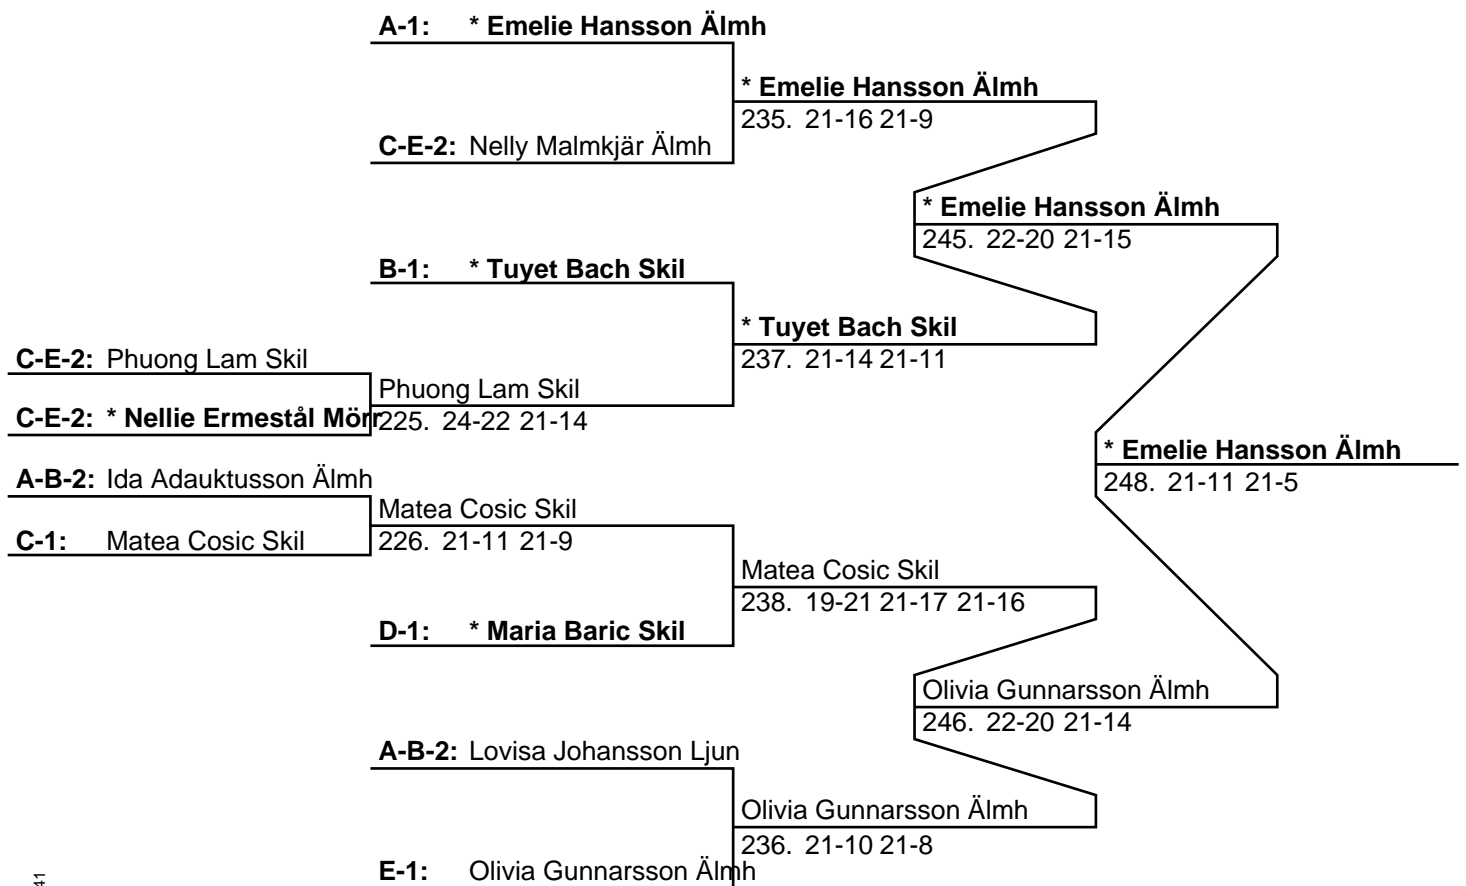 A-1: * Emelie Hansson Älmh
* Emelie Hansson Älmh
235. 21-16 21-9
C-E-2: Nelly Malmkjär Älmh
* Emelie Hansson Älmh
245. 22-20 21-15
B-1: * Tuyet Bach Skil
* Tuyet Bach Skil
237. 21-14 21-11
C-E-2: Phuong Lam Skil
Phuong Lam Skil
C-E-2: * Nellie Ermestål Mörr
225. 24-22 21-14
* Emelie Hansson Älmh
248. 21-11 21-5
A-B-2: Ida Adauktusson Älmh
Matea Cosic Skil
C-1: Matea Cosic Skil
226. 21-11 21-9
Matea Cosic Skil
238. 19-21 21-17 21-16
D-1: * Maria Baric Skil
Olivia Gunnarsson Älmh
246. 22-20 21-14
A-B-2: Lovisa Johansson Ljun
Olivia Gunnarsson Älmh
236. 21-10 21-8
E-1: Olivia Gunnarsson Älmh
41